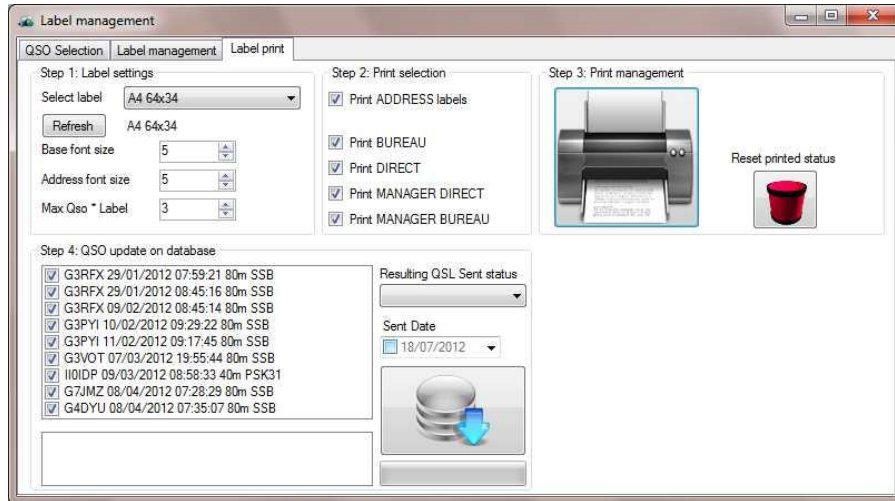 Label management
QSO Selection Label management Label print
Step 1: Label settings
Select label A4 64x34
Refresh A4 64x34
Base font size 5
Address font size 5
Max Qso * Label 3
Step 2: Print selection
Print ADDRESS labels
Print BUREAU
Print DIRECT
Print MANAGER DIRECT
Print MANAGER BUREAU
Step 3: Print management
Reset printed status
Step 4: QSO update on database
G3RFX 29/01/2012 07:59:21 80m SSB
G3RFX 29/01/2012 08:45:16 80m SSB
G3RFX 09/02/2012 08:45:14 80m SSB
G3PYI 10/02/2012 09:29:22 80m SSB
G3PYI 11/02/2012 09:17:45 80m SSB
G3VOT 07/03/2012 19:55:44 80m SSB
II0IDP 09/03/2012 08:58:33 40m PSK31
G7JMZ 08/04/2012 07:28:29 80m SSB
G4DYU 08/04/2012 07:35:07 80m SSB
Resulting QSL Sent status
Sent Date
18/07/2012